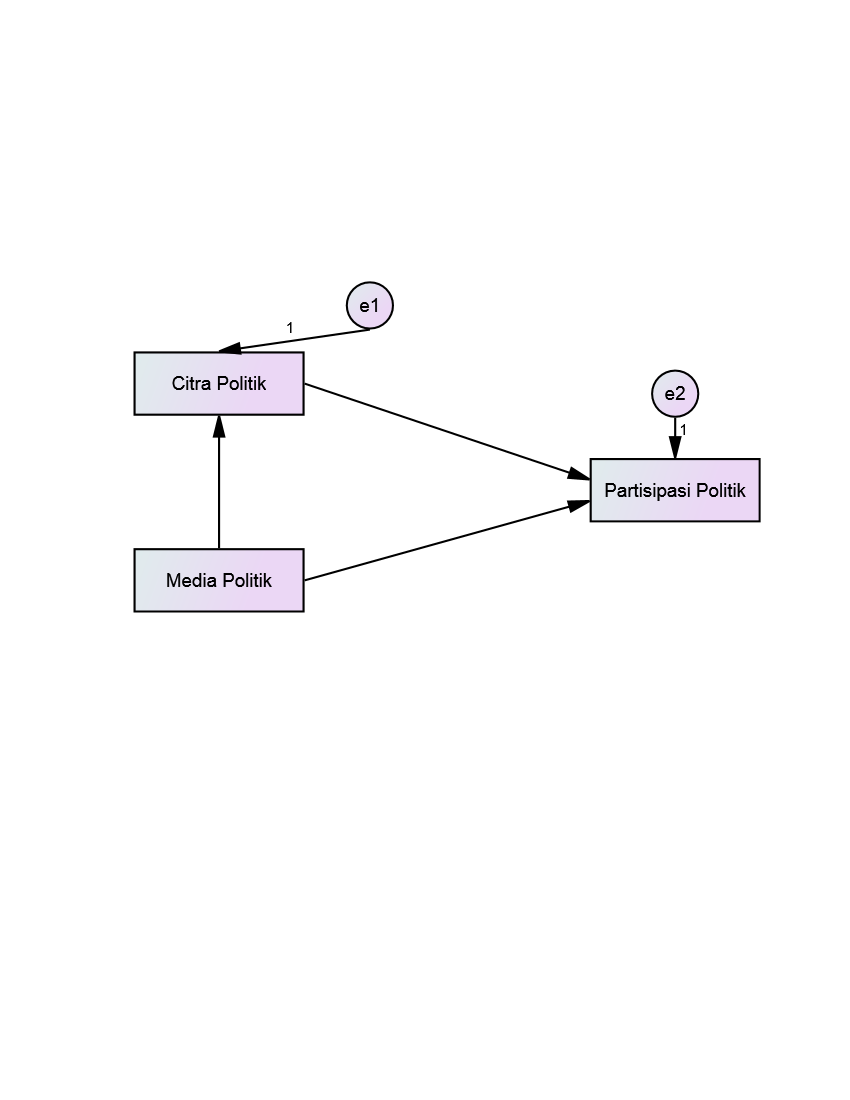 e1
1
Citra Politik
e2
1
Partisipasi Politik
Media Politik